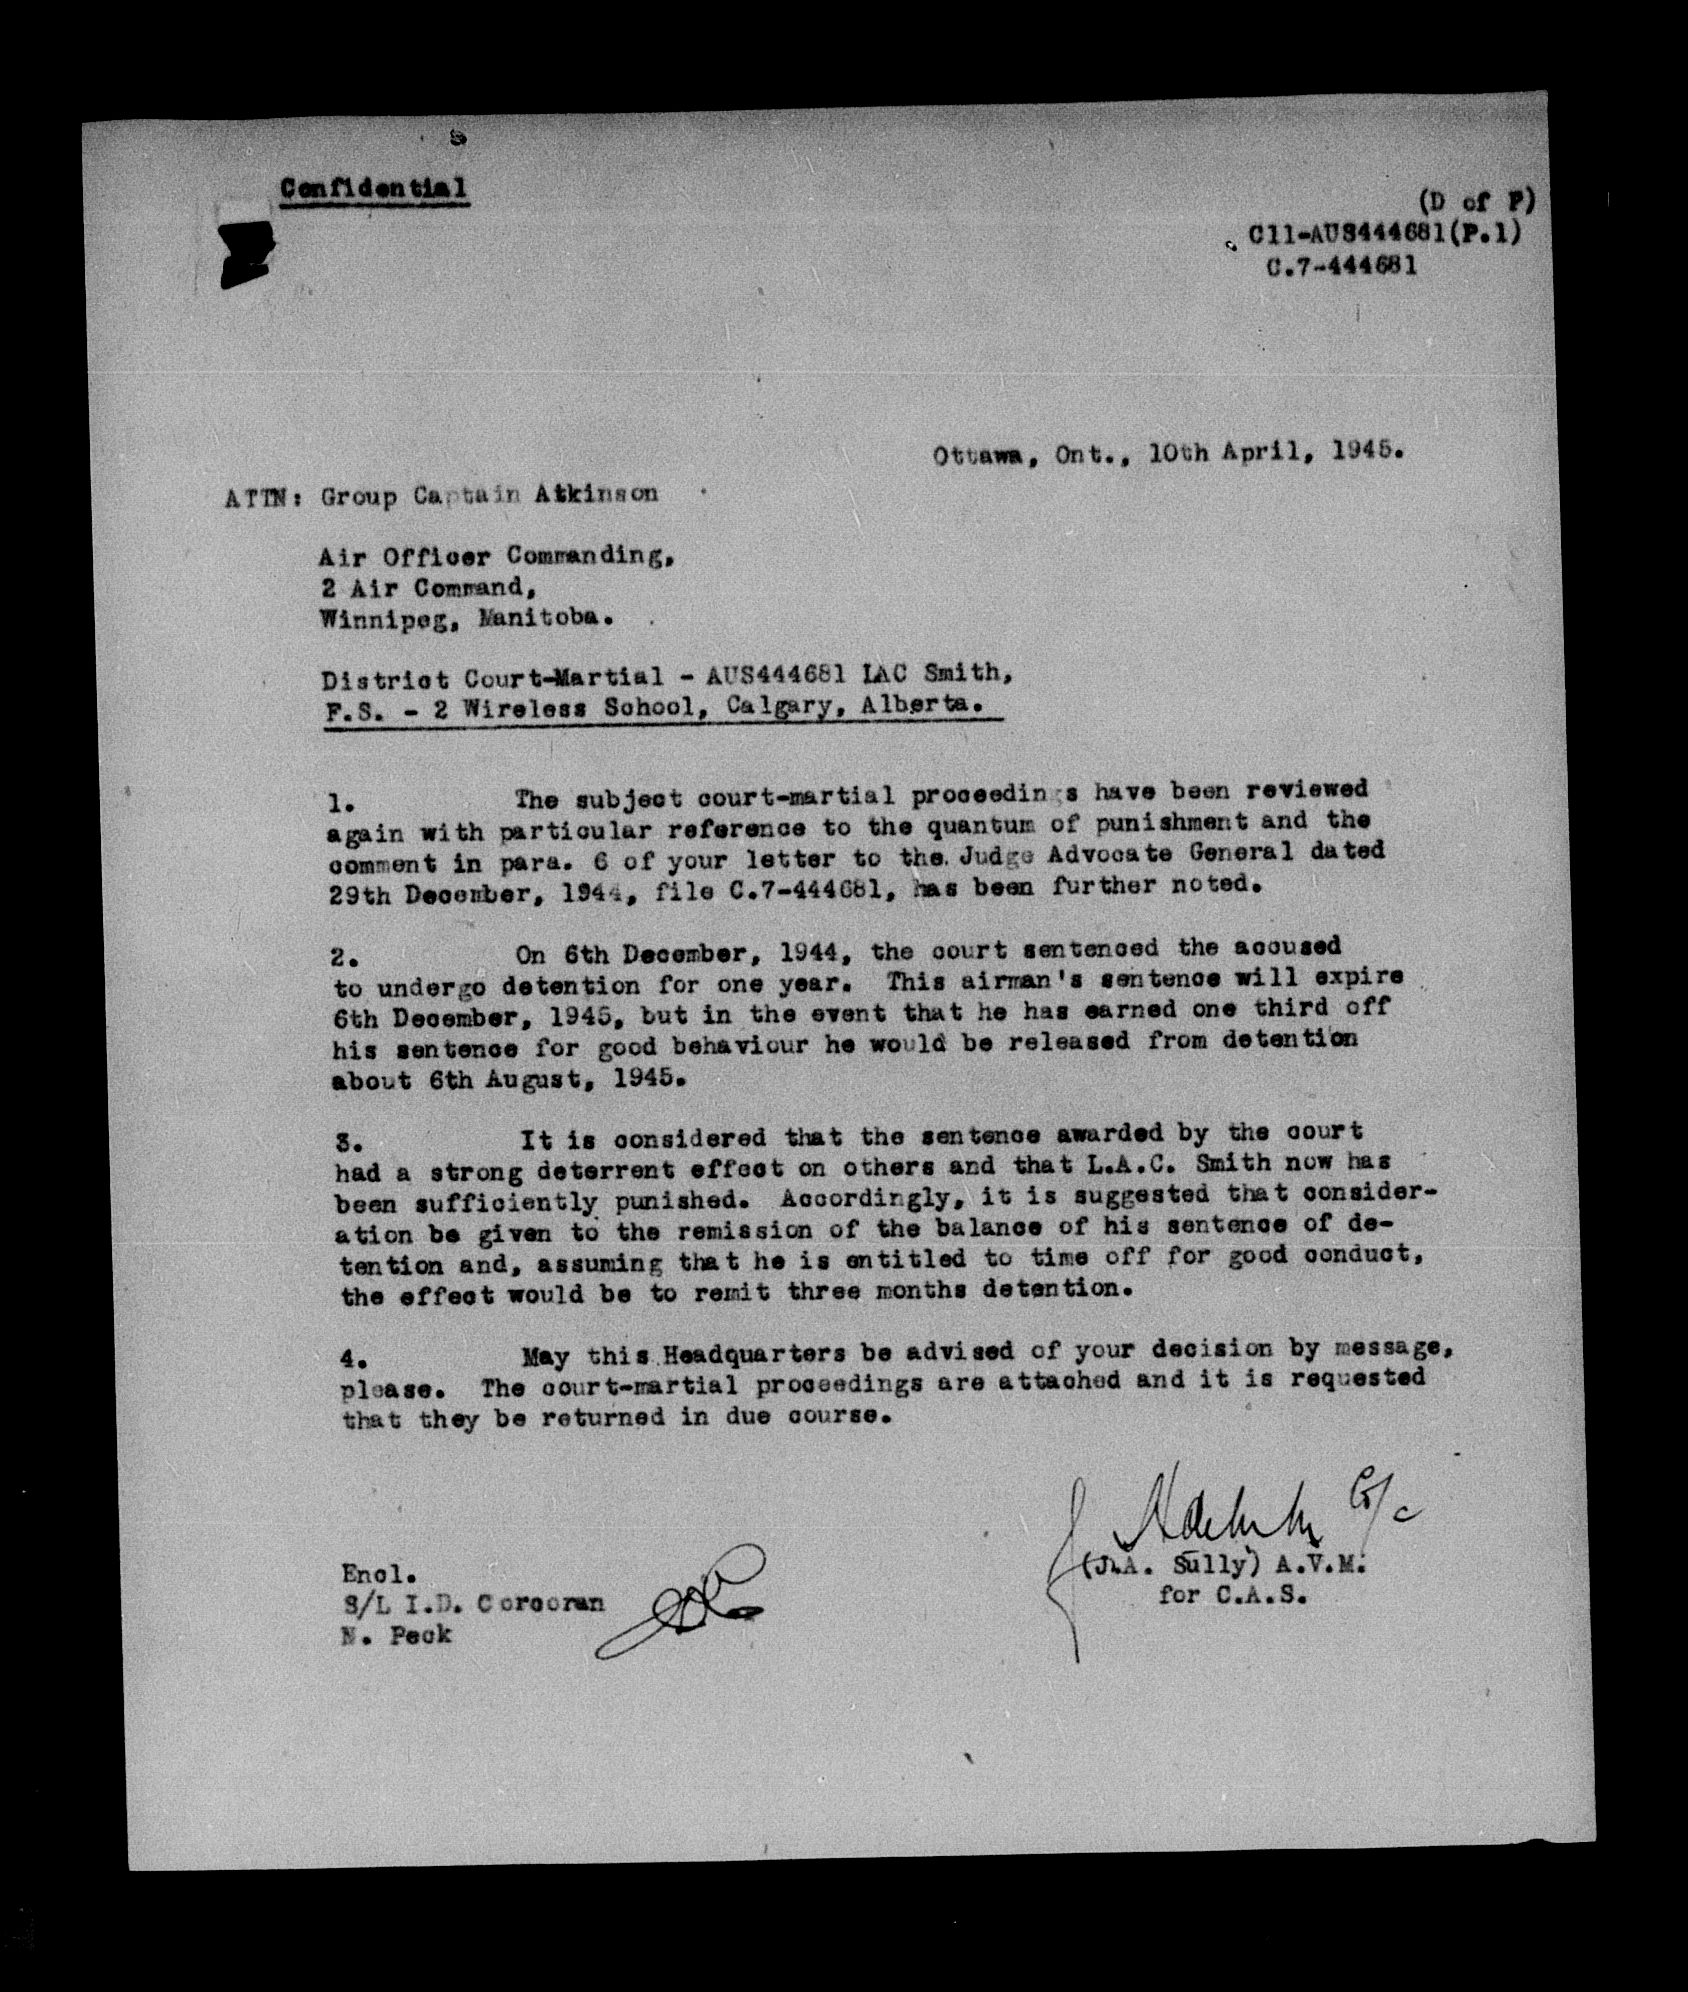 Confidential
(D of P)
C11-AUS444681(P.1)
C.7-444681
Ottawa, Ont., 10th April, 1945.
ATTN: Group Captain Atkinson
Air Officer Commanding,
2 Air Command,
Winnipeg, Manitoba.
District Court-Martial - AUS444681 LAC Smith,
F.S. - 2 Wireless School, Calgary, Alberta.
1. The subject court-martial proceedings have been reviewed
again with particular reference to the quantum of punishment and the
comment in para. 6 of your letter to the Judge Advocate General dated
29th December, 1944, file C.7-444681, has been further noted.
2. On 6th December, 1944, the court sentenced the accused
to undergo detention for one year. This airman's sentence will expire
6th December, 1945, but in the event that he has earned one third off
his sentence for good behaviour he would be released from detention
about 6th August, 1945.
3. It is considered that the sentence awarded by the court
had a strong deterrent effect on others and that L.A.C. Smith now has
been sufficiently punished. Accordingly, it is suggested that consider-
ation be given to the remission of the balance of his sentence of de-
tention and, assuming that he is entitled to time off for good conduct,
the effect would be to remit three months detention.
4. May this Headquarters be advised of your decision by message,
please. The court-martial proceedings are attached and it is requested
that they be returned in due course.
G/C
(J.A. Sully) A.V.M.
for C.A.S.
Encl.
S/L I.D. Corcoran
N. Peck